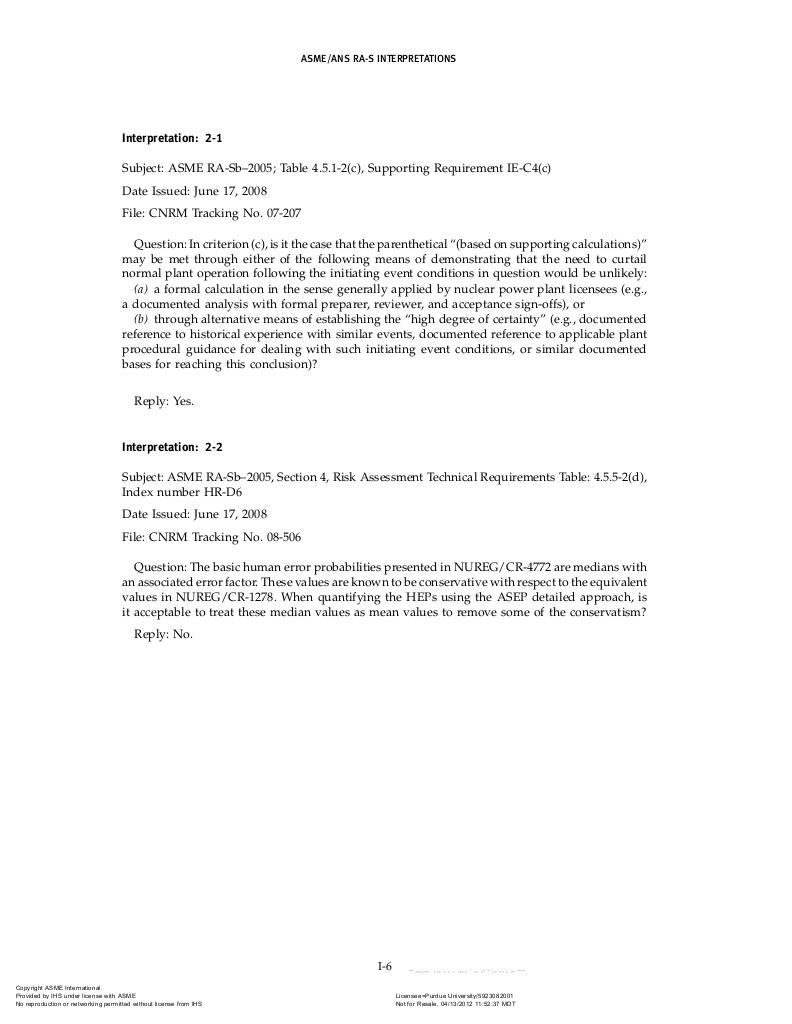 ASME/ANS RA-S INTERPRETATIONS
Interpretation: 2-1
Subject: ASME RA-Sb–2005; Table 4.5.1-2(c), Supporting Requirement IE-C4(c)
Date Issued: June 17, 2008
File: CNRM Tracking No. 07-207
Question: In criterion (c), is it the case that the parenthetical “(based on supporting calculations)”
may be met through either of the following means of demonstrating that the need to curtail
normal plant operation following the initiating event conditions in question would be unlikely:
(a) a formal calculation in the sense generally applied by nuclear power plant licensees (e.g.,
a documented analysis with formal preparer, reviewer, and acceptance sign-offs), or
(b) through alternative means of establishing the “high degree of certainty” (e.g., documented
reference to historical experience with similar events, documented reference to applicable plant
procedural guidance for dealing with such initiating event conditions, or similar documented
bases for reaching this conclusion)?
Reply: Yes.
Interpretation: 2-2
Subject: ASME RA-Sb–2005, Section 4, Risk Assessment Technical Requirements Table: 4.5.5-2(d),
Index number HR-D6
Date Issued: June 17, 2008
File: CNRM Tracking No. 08-506
Question: The basic human error probabilities presented in NUREG/CR-4772 are medians with
an associated error factor. These values are known to be conservative with respect to the equivalent
values in NUREG/CR-1278. When quantifying the HEPs using the ASEP detailed approach, is
it acceptable to treat these median values as mean values to remove some of the conservatism?
Reply: No.
I-6
Copyright ASME International
Provided by IHS under license with ASME
No reproduction or networking permitted without license from IHS
Licensee=Purdue University/5923082001
Not for Resale, 04/13/2012 11:52:37 MDT